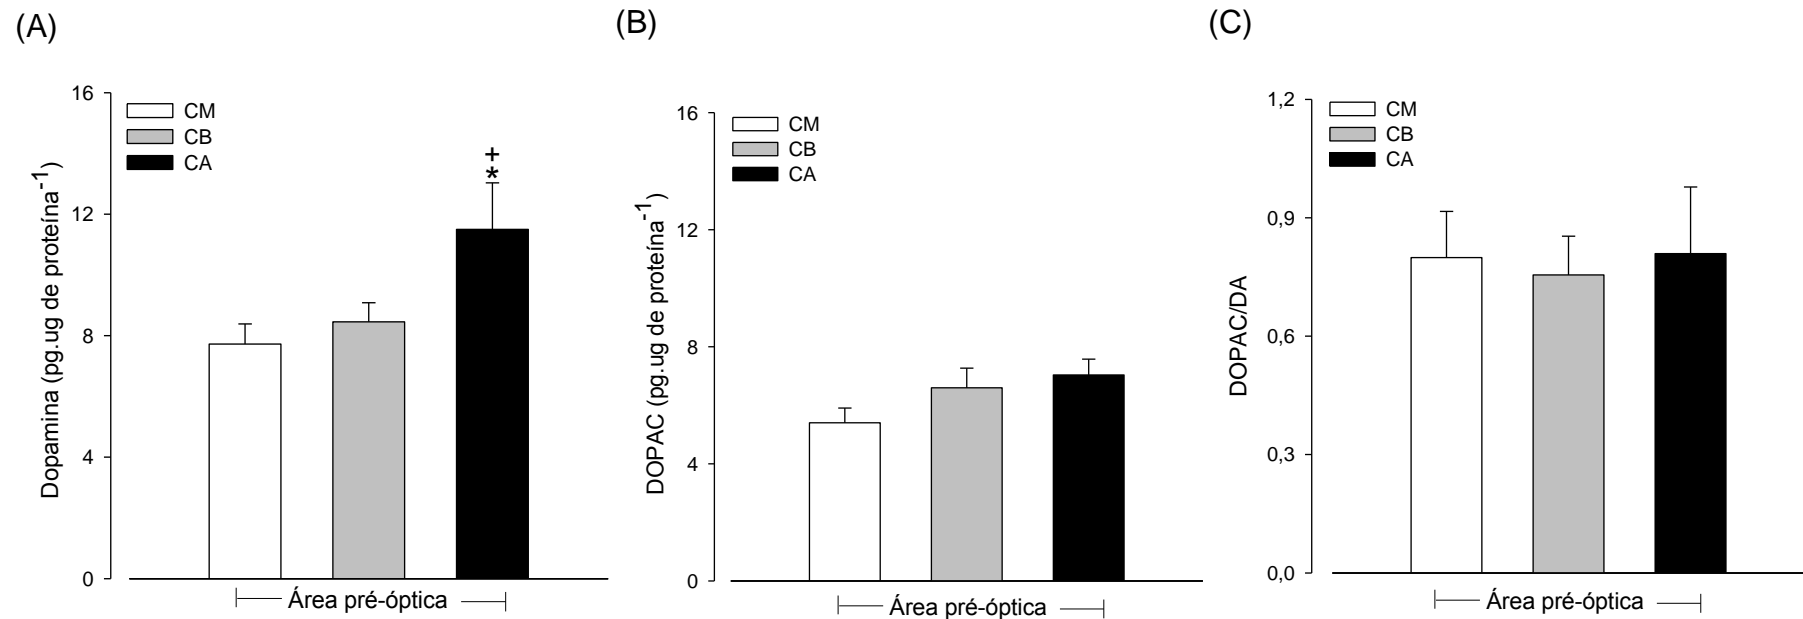 (A)
16
12
8
4
0
Dopamina (pg.ug de proteína-1)
CM
CB
CA
+
*
Área pré-óptica
(B)
16
12
8
4
0
DOPAC (pg.ug de proteína-1)
CM
CB
CA
Área pré-óptica
(C)
1,2
0,9
0,6
0,3
0,0
DOPAC/DA
CM
CB
CA
Área pré-óptica